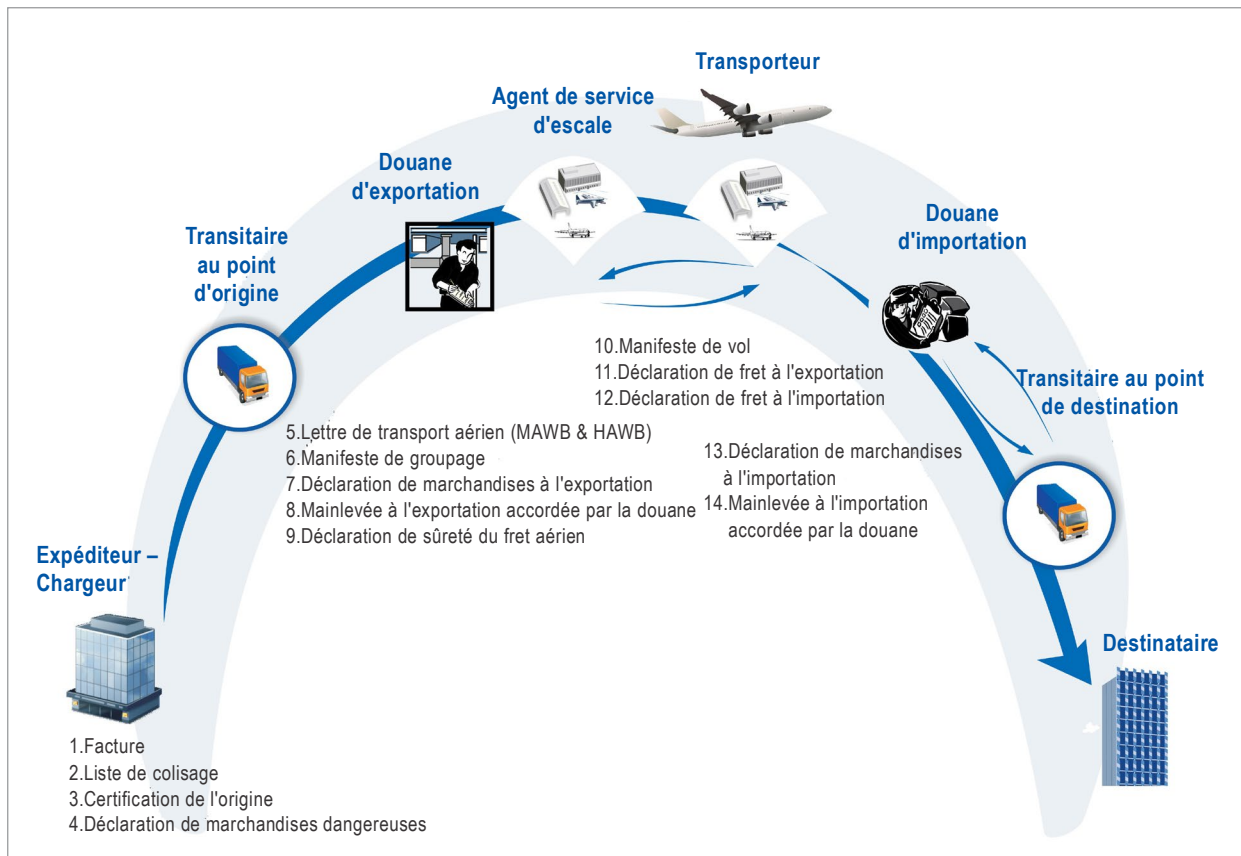 Transporteur
Agent de service
d'escale
Douane
d'exportation
Douane
d'importation
Transitaire
au point
d'origine
10.Manifeste de vol
11.Déclaration de fret à l'exportation
12.Déclaration de fret à l'importation
Transitaire au point
de destination
5.Lettre de transport aérien (MAWB & HAWB)
6.Manifeste de groupage
7.Déclaration de marchandises à l'exportation
8.Mainlevée à l'exportation accordée par la douane
9.Déclaration de sûreté du fret aérien
13.Déclaration de marchandises
à l'importation
14.Mainlevée à l'importation
accordée par la douane
Expéditeur –
Chargeur
Destinataire
1.Facture
2.Liste de colisage
3.Certification de l'origine
4.Déclaration de marchandises dangereuses